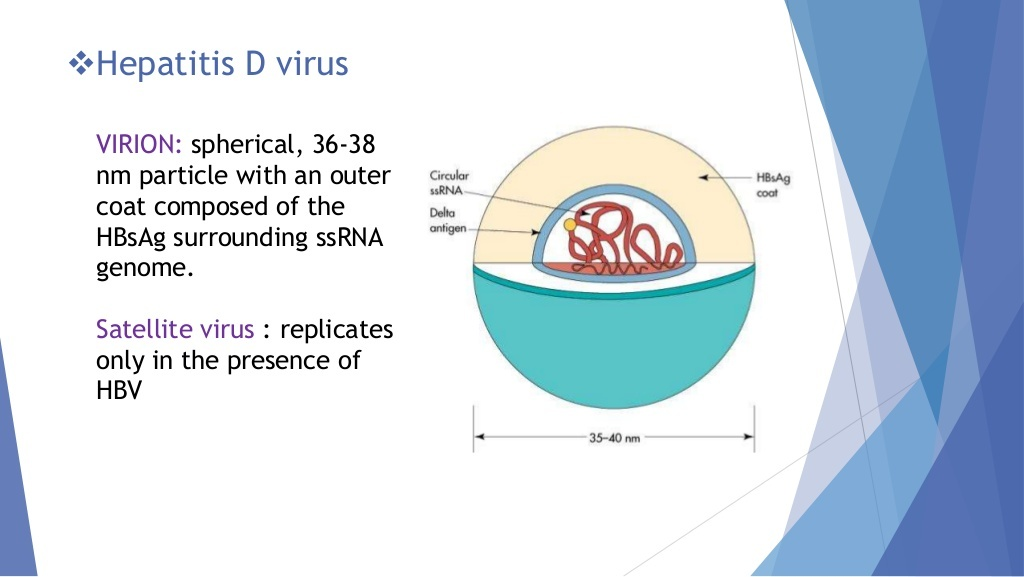 ❖Hepatitis D virus
VIRION: spherical, 36-38
nm particle with an outer
coat composed of the
HBsAg surrounding ssRNA
genome.
Satellite virus : replicates
only in the presence of
HBV
Circular
ssRNA
Delta
antigen
HBsAg
coat
35–40 nm